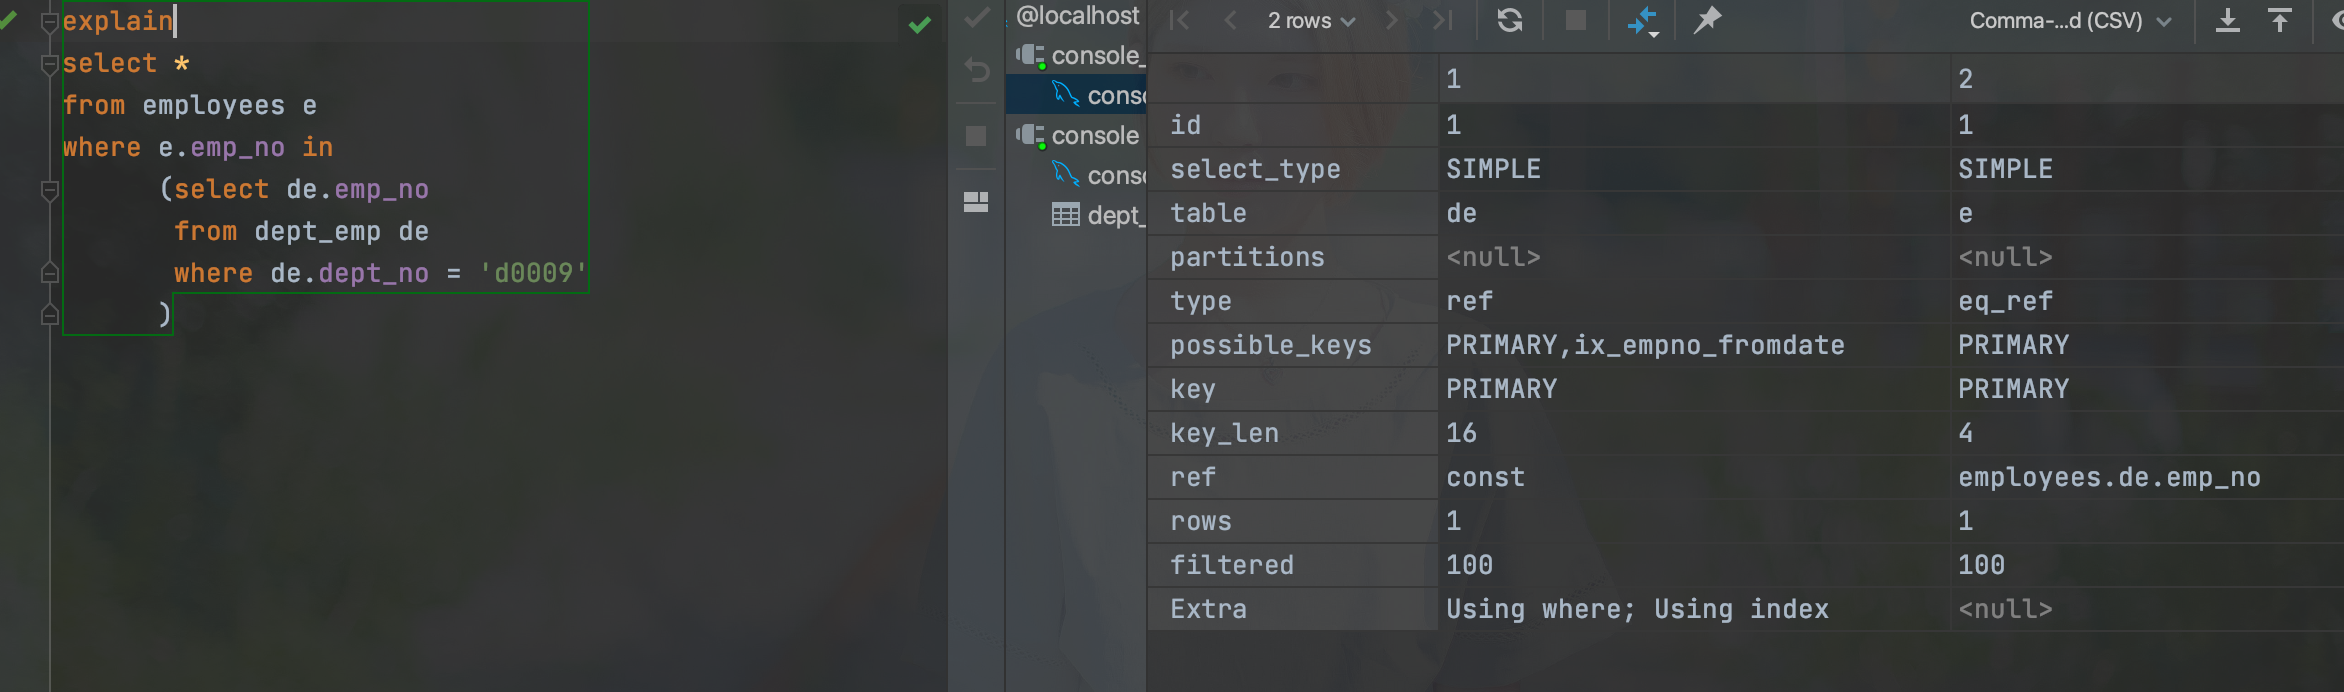 explain
select *
from employees e
where e.emp_no in
(select de.emp_no
from dept_emp de
where de.dept_no = 'd0009'
)
@localhost
console_
conso
console
conso
dept_
2 rows
Comma-...d (CSV)
1 2
id 1 1
select_type SIMPLE SIMPLE
table de e
partitions <null> <null>
type ref eq_ref
possible_keys PRIMARY,ix_empno_fromdate PRIMARY
key PRIMARY PRIMARY
key_len 16 4
ref const employees.de.emp_no
rows 1 1
filtered 100 100
Extra Using where; Using index <null>